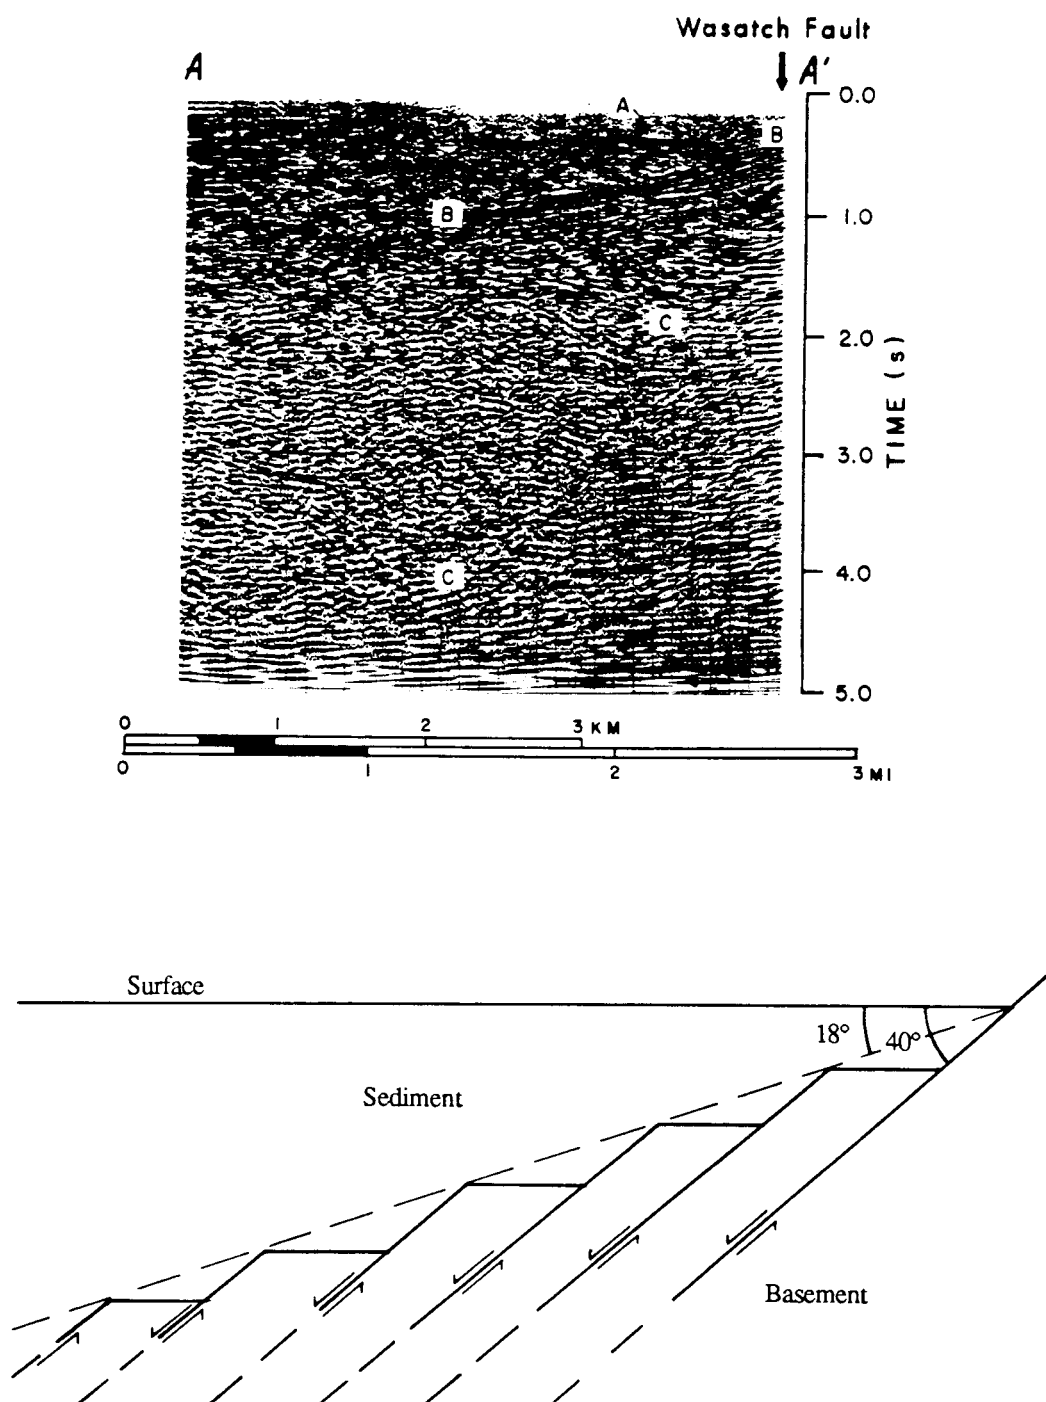 Wasatch Fault
A A'
0.0
A
B
B
1.0
C
2.0
TIME (s)
3.0
C
4.0
5.0
0 1 2 3 KM
0 1 2 3 MI
Surface
18° 40°
Sediment
Basement